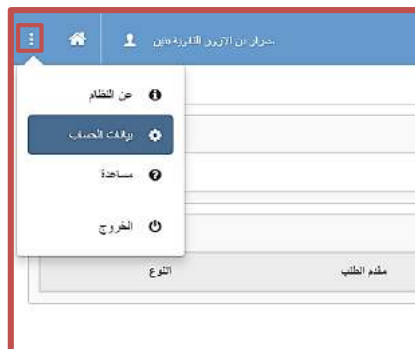 عن النظام
بيانات الحساب
مساعدة
الخروج
مقدم الطلب النوع